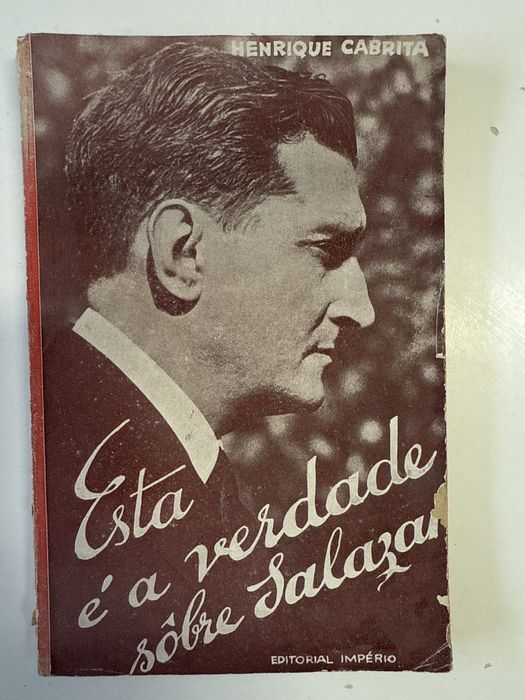 HENRIQUE CABRITA
Esta
é a verdade
sôbre Salazar
EDITORIAL IMPÉRIO